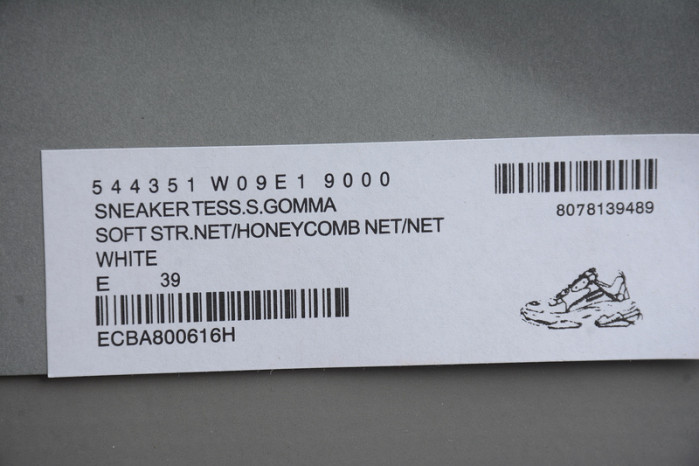 544351 W09E1 9000
SNEAKER TESS.S.GOMMA
SOFT STR.NET/HONEYCOMB NET/NET
WHITE
E 39
ECBA800616H
8078139489